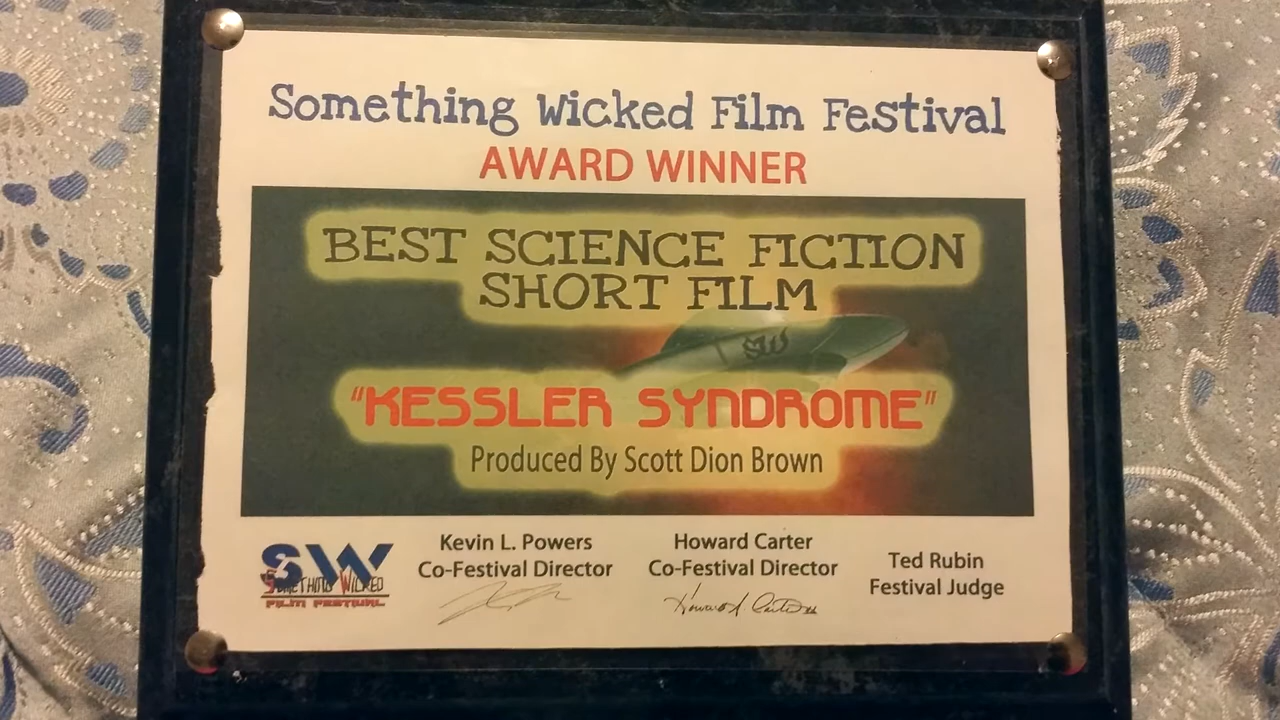 Something Wicked Film Festival
AWARD WINNER
BEST SCIENCE FICTION
SHORT FILM
SW
"KESSLER SYNDROME"
Produced By Scott Dion Brown
SW
Something Wicked
FILM FESTIVAL
Kevin L. Powers
Co-Festival Director
Howard Carter
Co-Festival Director
Ted Rubin
Festival Judge